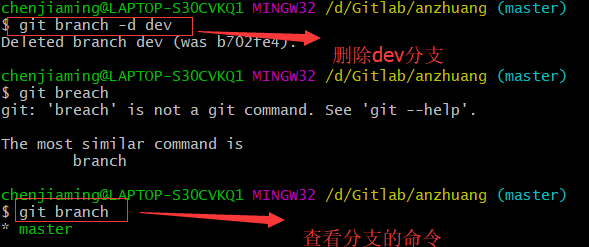 chenjiaming@LAPTOP-S3OCVKQ1 MINGW32 /d/Gitlab/anzhuang (master)
$ git branch -d dev
Deleted branch dev (was b702fe4).
删除dev分支
chenjiaming@LAPTOP-S3OCVKQ1 MINGW32 /d/Gitlab/anzhuang (master)
$ git breach
git: 'breach' is not a git command. See 'git --help'.
The most similar command is
branch
chenjiaming@LAPTOP-S3OCVKQ1 MINGW32 /d/Gitlab/anzhuang (master)
$ git branch
* master
查看分支的命令